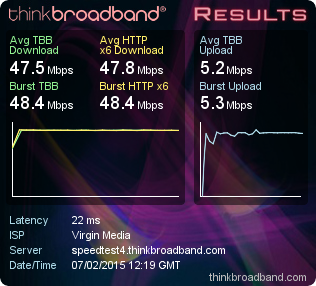 thinkbroadband® RESULTS
Avg TBB Download
Avg HTTP x6 Download
Avg TBB Upload
47.5 Mbps
47.8 Mbps
5.2 Mbps
Burst TBB
Burst HTTP x6
Burst Upload
48.4 Mbps
48.4 Mbps
5.3 Mbps
Latency 22 ms
ISP Virgin Media
Server speedtest4.thinkbroadband.com
Date/Time 07/02/2015 12:19 GMT
thinkbroadband.com